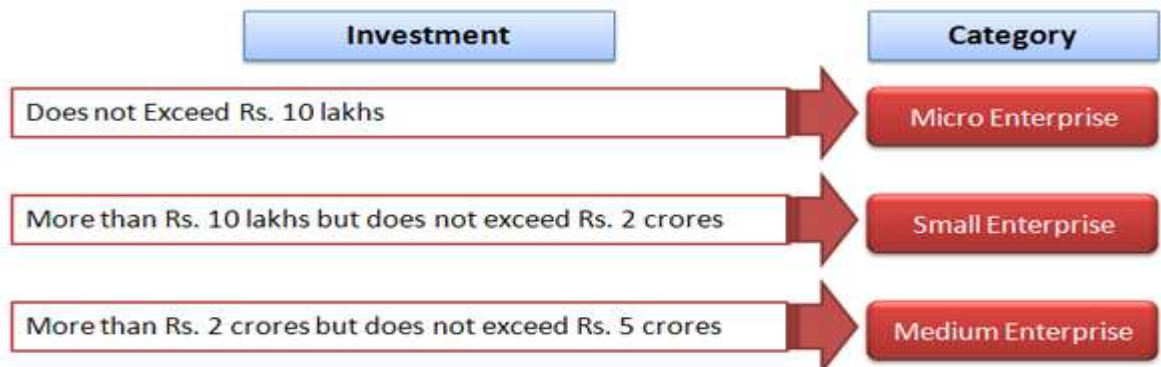 Investment
Category
Does not Exceed Rs. 10 lakhs
Micro Enterprise
More than Rs. 10 lakhs but does not exceed Rs. 2 crores
Small Enterprise
More than Rs. 2 crores but does not exceed Rs. 5 crores
Medium Enterprise